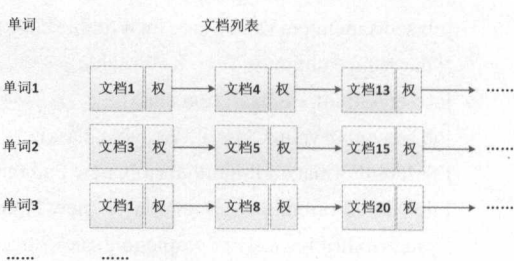 单词 文档列表
单词1 文档1 权 文档4 权 文档13 权 ……
单词2 文档3 权 文档5 权 文档15 权 ……
单词3 文档1 权 文档8 权 文档20 权 ……
…… ……